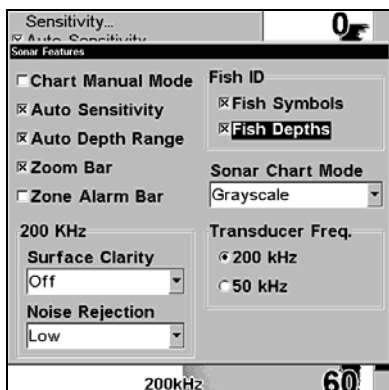 Sensitivity...
Auto Sensitivity
0
Sonar Features
Chart Manual Mode
Auto Sensitivity
Auto Depth Range
Zoom Bar
Zone Alarm Bar
Fish ID
Fish Symbols
Fish Depths
Sonar Chart Mode
Grayscale
200 KHz
Surface Clarity
Off
Noise Rejection
Low
Transducer Freq.
200 kHz
50 kHz
200kHz
60